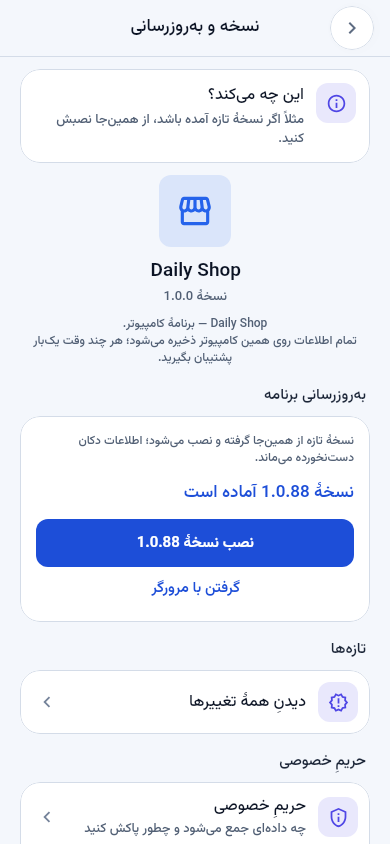 نسخه و به‌روزرسانی
این چه می‌کند؟
مثلاً اگر نسخهٔ تازه آمده باشد، از همین‌جا نصبش
کنید.
Daily Shop
نسخهٔ 1.0.0
Daily Shop — برنامهٔ کامپیوتر.
تمام اطلاعات روی همین کامپیوتر ذخیره می‌شود؛ هر چند وقت یک‌بار
پشتیبان بگیرید.
به‌روزرسانی برنامه
نسخهٔ تازه از همین‌جا گرفته و نصب می‌شود؛ اطلاعات دکان
دست‌نخورده می‌ماند.
نسخهٔ 1.0.88 آماده است
نصب نسخهٔ 1.0.88
گرفتن با مرورگر
تازه‌ها
دیدنِ همهٔ تغییرها
حریمِ خصوصی
حریمِ خصوصی
چه داده‌ای جمع می‌شود و چطور پاکش کنید